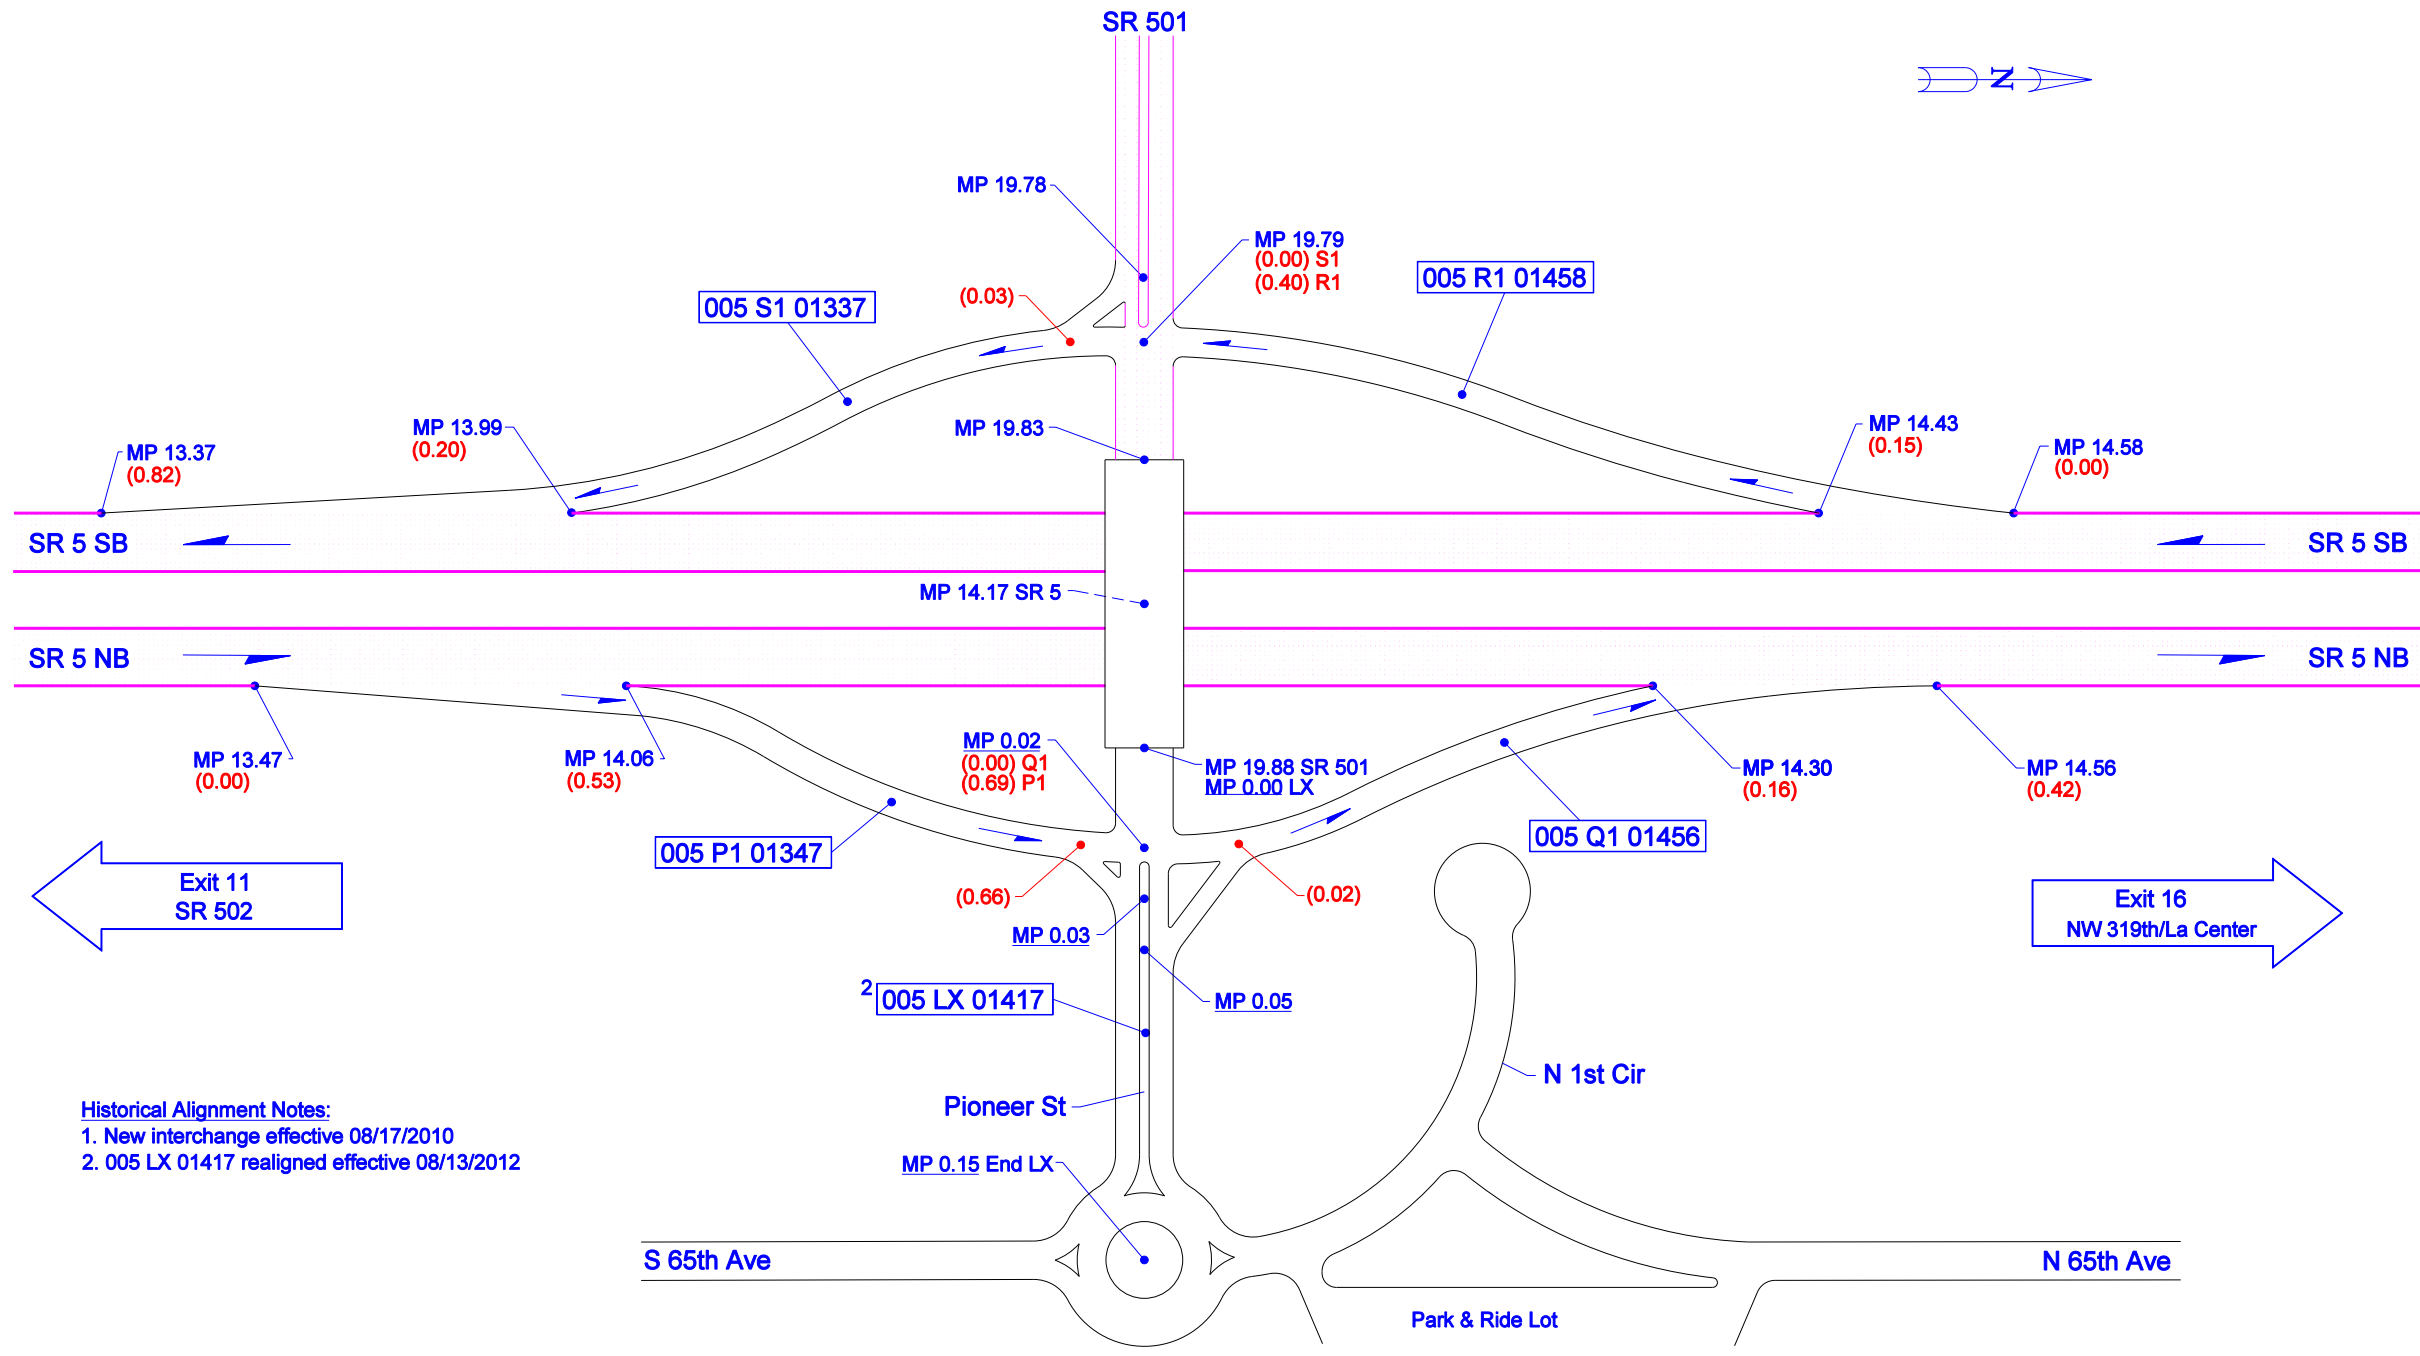 SR 501
N
MP 19.78
MP 19.79
(0.00) S1
(0.40) R1
005 R1 01458
(0.03)
005 S1 01337
MP 13.37
(0.82)
MP 13.99
(0.20)
MP 19.83
MP 14.43
(0.15)
MP 14.58
(0.00)
SR 5 SB
SR 5 SB
MP 14.17 SR 5
SR 5 NB
SR 5 NB
MP 13.47
(0.00)
MP 14.06
(0.53)
MP 0.02
(0.00) Q1
(0.69) P1
MP 19.88 SR 501
MP 0.00 LX
MP 14.30
(0.16)
MP 14.56
(0.42)
005 P1 01347
005 Q1 01456
Exit 11
SR 502
(0.66)
(0.02)
Exit 16
NW 319th/La Center
MP 0.03
2 005 LX 01417
MP 0.05
N 1st Cir
Pioneer St
Historical Alignment Notes:
1. New interchange effective 08/17/2010
2. 005 LX 01417 realigned effective 08/13/2012
MP 0.15 End LX
S 65th Ave
N 65th Ave
Park & Ride Lot